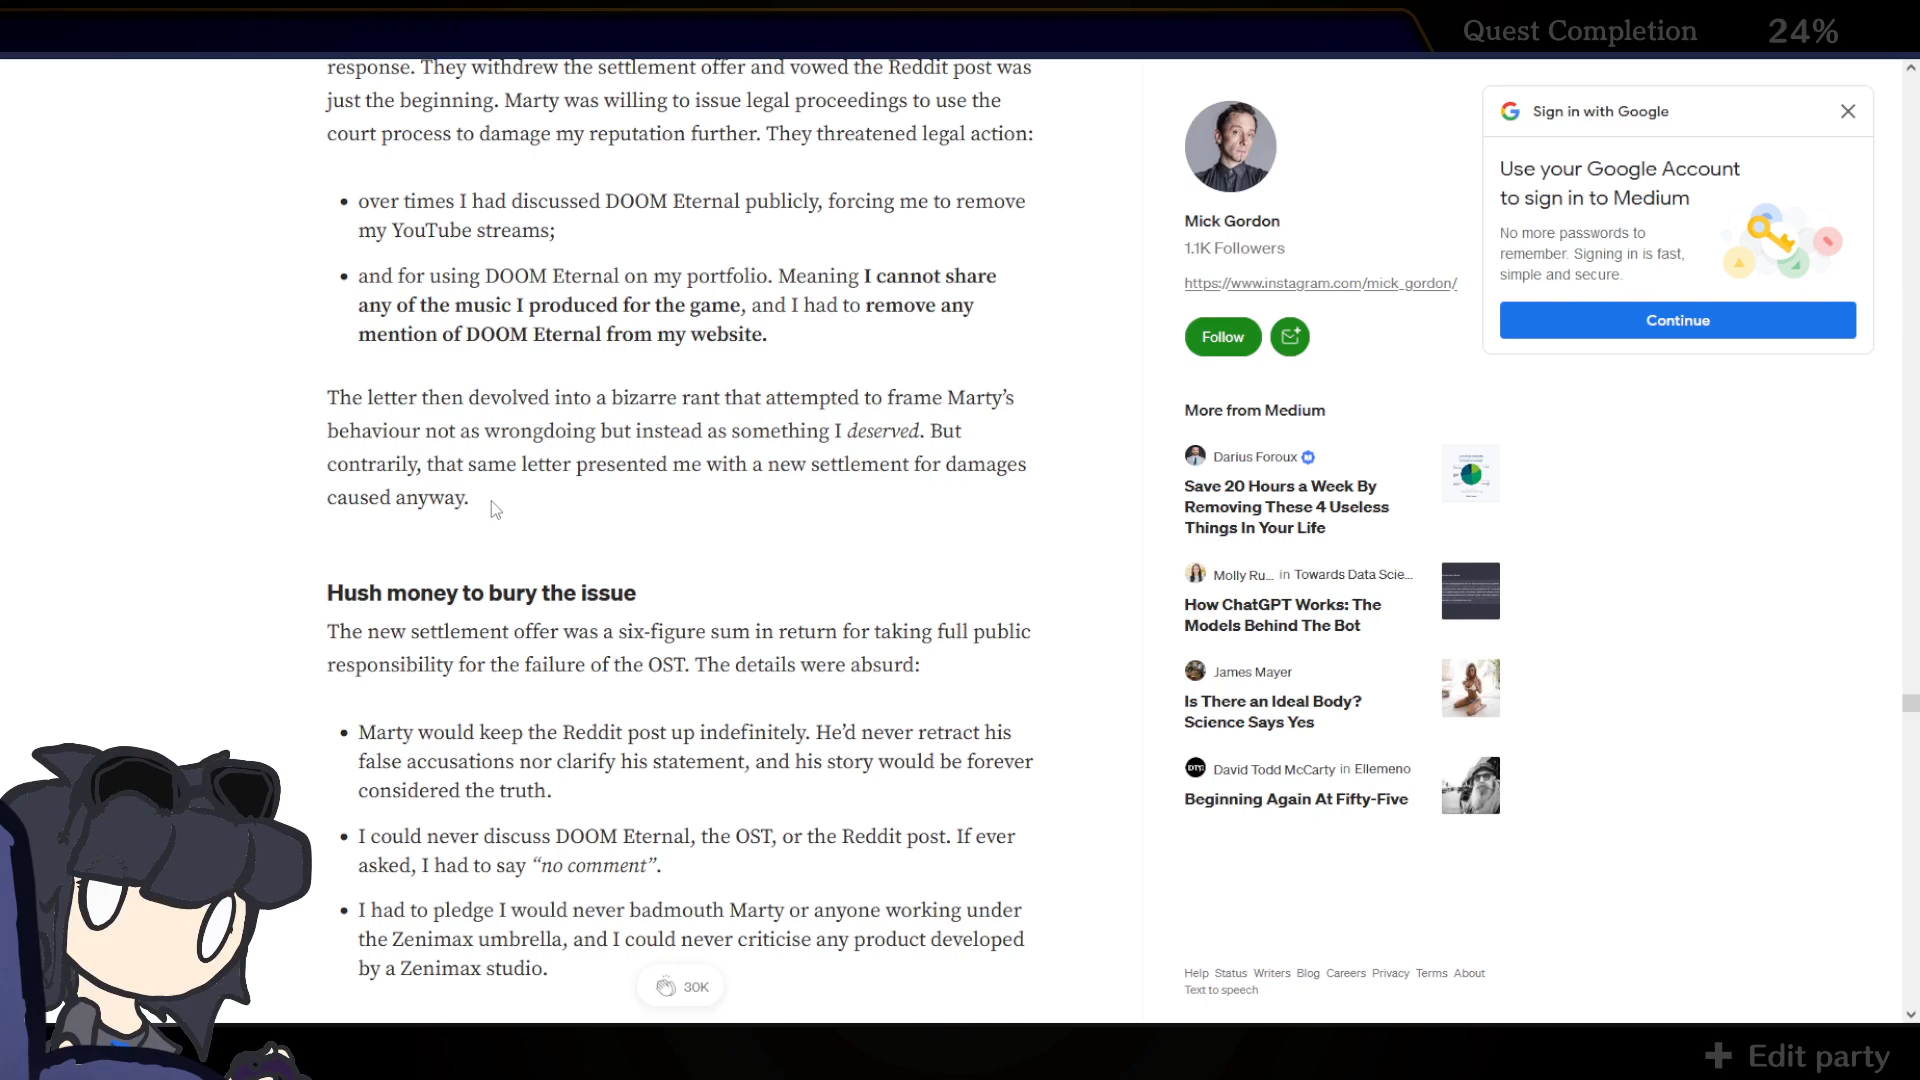 Quest Completion 24%
response. They withdrew the settlement offer and vowed the Reddit post was
just the beginning. Marty was willing to issue legal proceedings to use the
court process to damage my reputation further. They threatened legal action:
• over times I had discussed DOOM Eternal publicly, forcing me to remove
my YouTube streams;
• and for using DOOM Eternal on my portfolio. Meaning I cannot share
any of the music I produced for the game, and I had to remove any
mention of DOOM Eternal from my website.
The letter then devolved into a bizarre rant that attempted to frame Marty’s
behaviour not as wrongdoing but instead as something I deserved. But
contrarily, that same letter presented me with a new settlement for damages
caused anyway.
Hush money to bury the issue
The new settlement offer was a six-figure sum in return for taking full public
responsibility for the failure of the OST. The details were absurd:
• Marty would keep the Reddit post up indefinitely. He’d never retract his
false accusations nor clarify his statement, and his story would be forever
considered the truth.
• I could never discuss DOOM Eternal, the OST, or the Reddit post. If ever
asked, I had to say “no comment”.
• I had to pledge I would never badmouth Marty or anyone working under
the Zenimax umbrella, and I could never criticise any product developed
by a Zenimax studio.
30K
Mick Gordon
1.1K Followers
https://www.instagram.com/mick_gordon/
Follow
More from Medium
Darius Foroux
Save 20 Hours a Week By
Removing These 4 Useless
Things In Your Life
Molly Ru... in Towards Data Scie...
How ChatGPT Works: The
Models Behind The Bot
James Mayer
Is There an Ideal Body?
Science Says Yes
DTM
David Todd McCarty in Ellemeno
Beginning Again At Fifty-Five
Help Status Writers Blog Careers Privacy Terms About
Text to speech
Sign in with Google
Use your Google Account
to sign in to Medium
No more passwords to
remember. Signing in is fast,
simple and secure.
Continue
Edit party